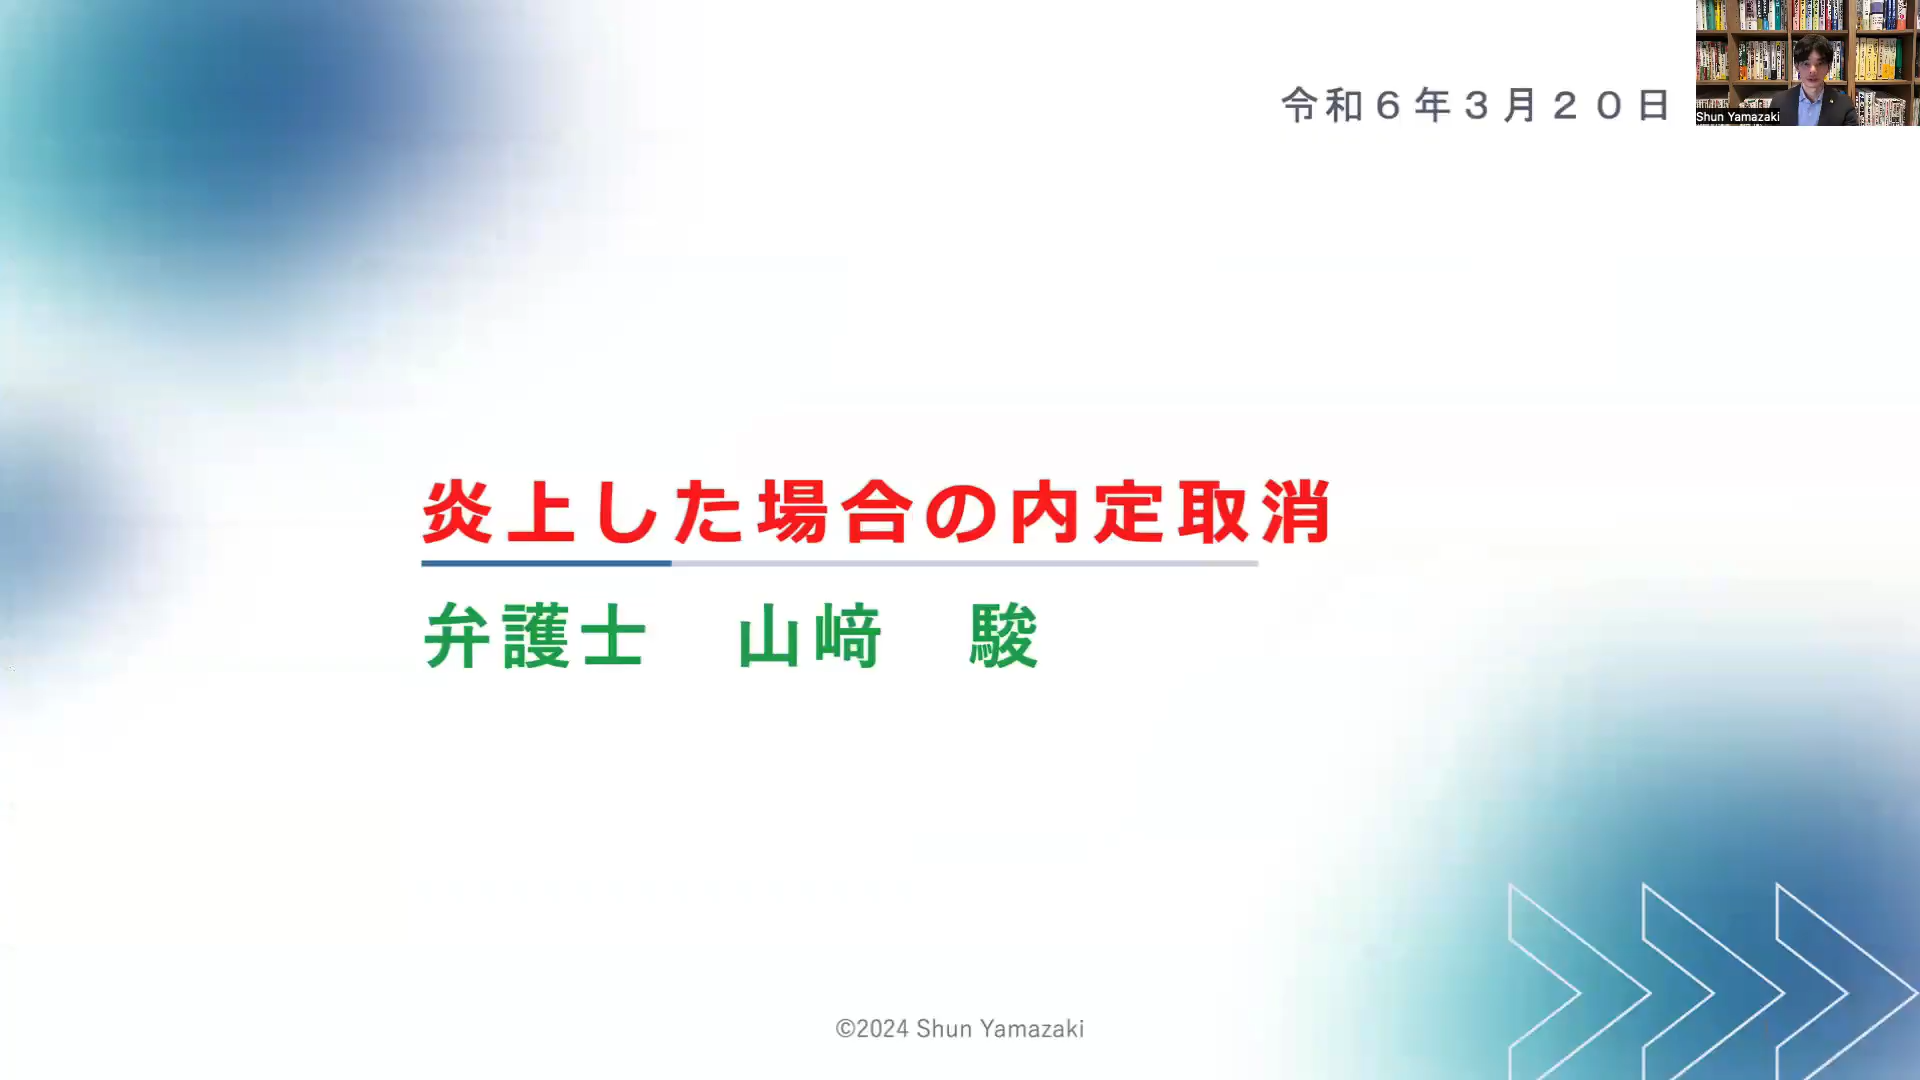 令和６年３月２０日
Shun Yamazaki
炎上した場合の内定取消
弁護士　山﨑　駿
©2024 Shun Yamazaki